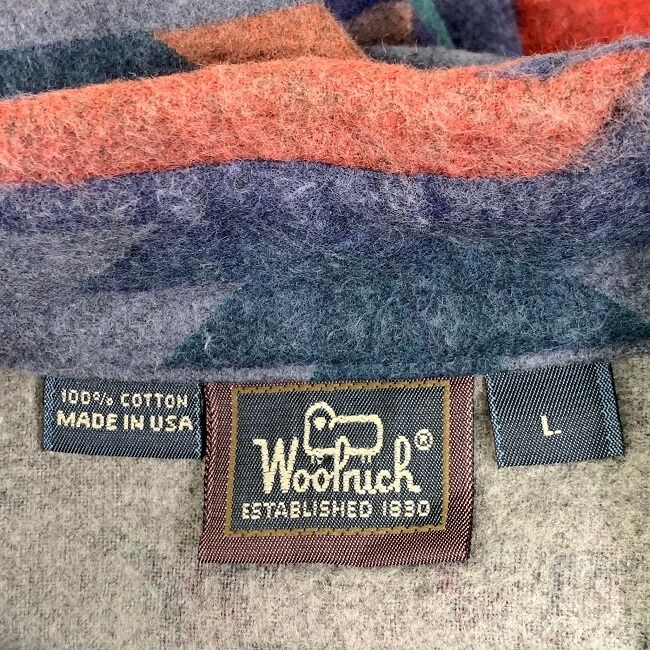 100% COTTON
MADE IN USA
Woolrich®
ESTABLISHED 1830
L